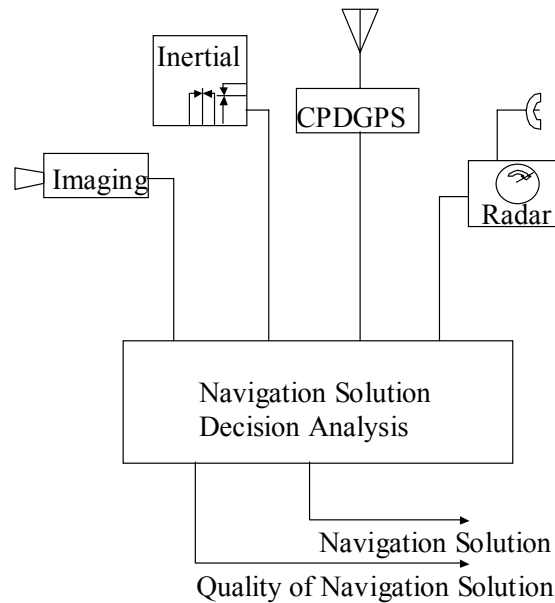 Inertial
CPDGPS
Imaging
Radar
Navigation Solution
Decision Analysis
Navigation Solution
Quality of Navigation Solution